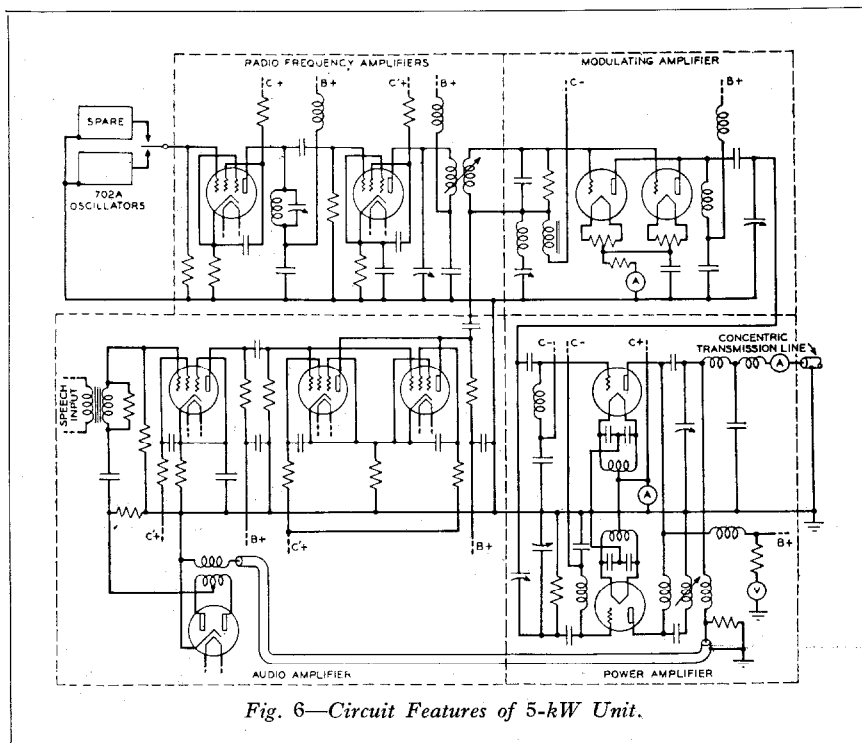 RADIO FREQUENCY AMPLIFIERS
MODULATING AMPLIFIER
C+
B+
C'+
B+
C-
B+
SPARE
702A
OSCILLATORS
A
C-
C-
C+
CONCENTRIC
TRANSMISSION LINE
A
SPEECH
INPUT
A
C'+
B+
C'+
B+
B+
V
AUDIO AMPLIFIER
POWER AMPLIFIER
Fig. 6—Circuit Features of 5-kW Unit.